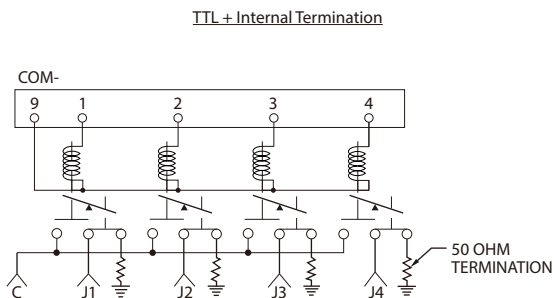 TTL + Internal Termination
COM-
9 1 2 3 4
50 OHM
TERMINATION
C J1 J2 J3 J4